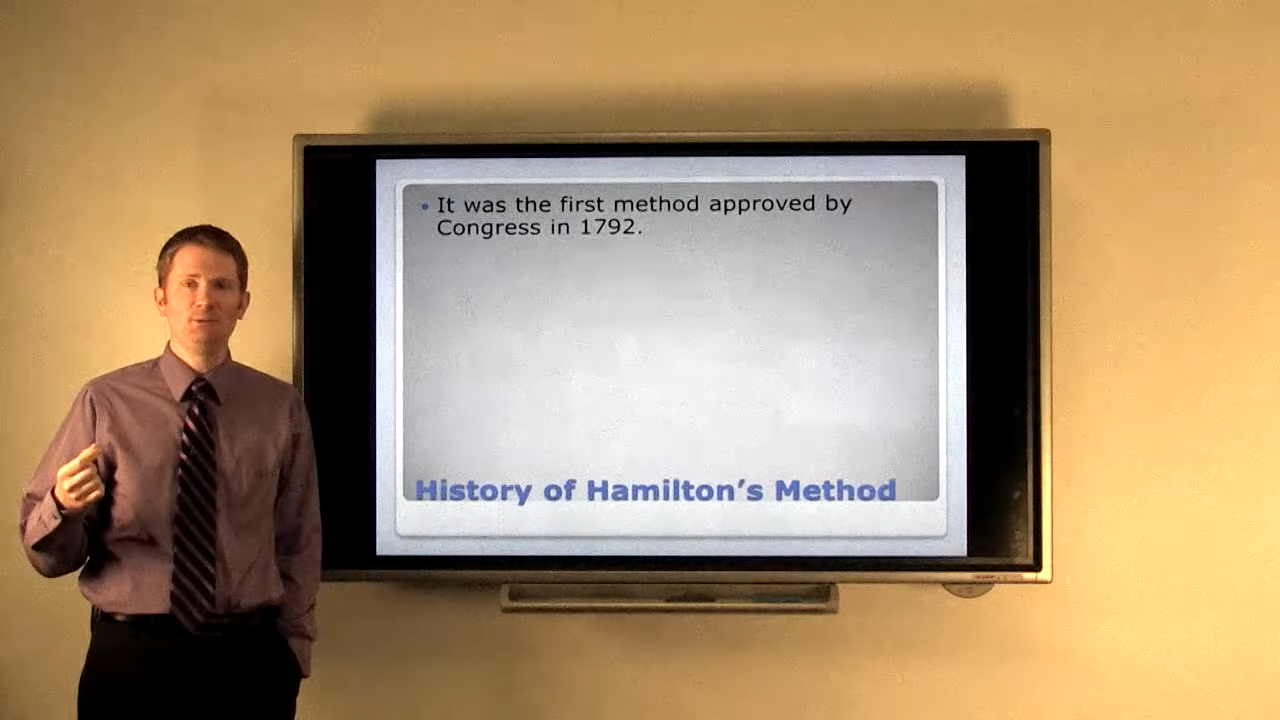 • It was the first method approved by
Congress in 1792.
History of Hamilton's Method